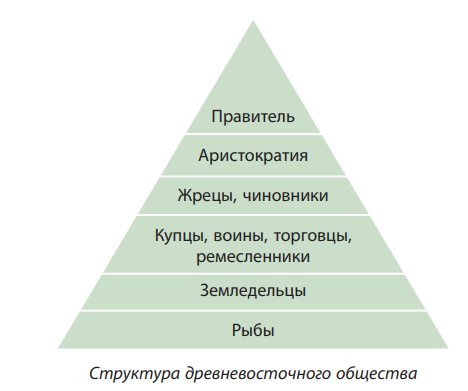 Правитель
Аристократия
Жрецы, чиновники
Купцы, воины, торговцы,
ремесленники
Земледельцы
Рыбы
Структура древневосточного общества